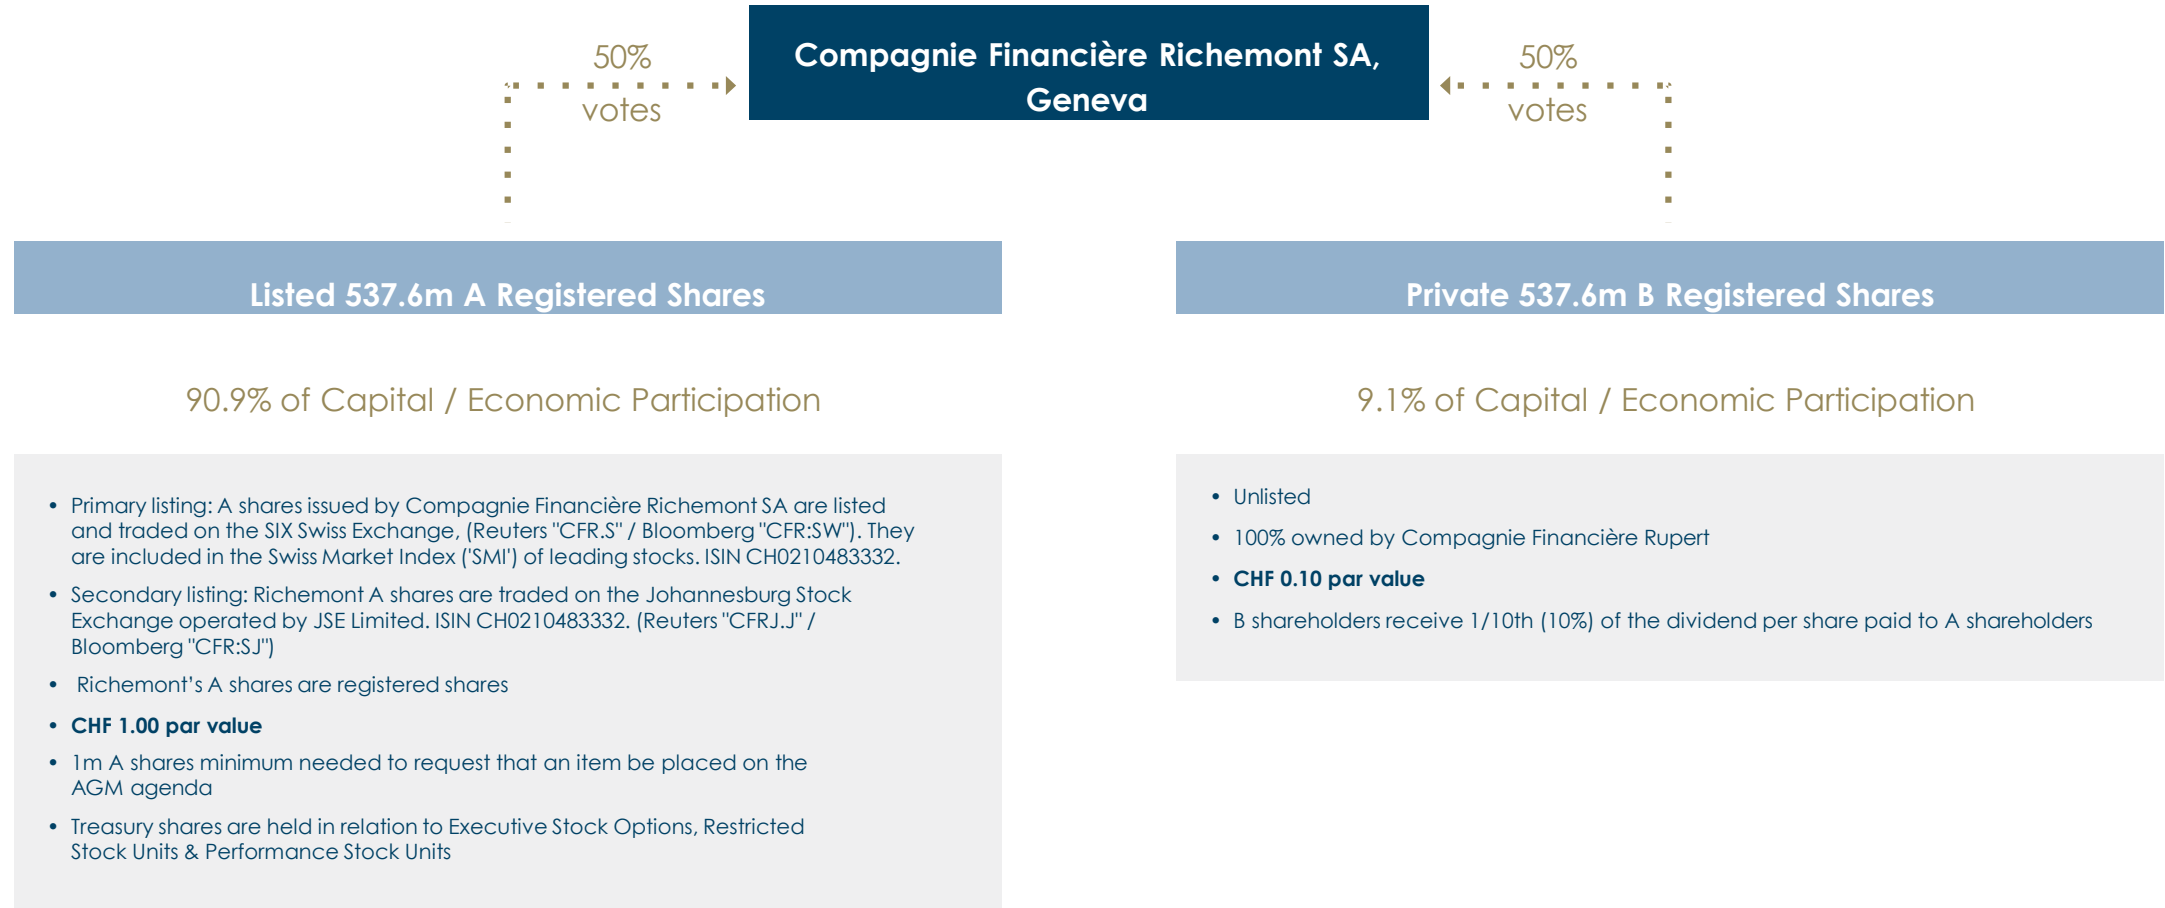 50%
votes
Compagnie Financière Richemont SA,
Geneva
50%
votes
Listed 537.6m A Registered Shares
90.9% of Capital / Economic Participation
• Primary listing: A shares issued by Compagnie Financière Richemont SA are listed
and traded on the SIX Swiss Exchange, (Reuters "CFR.S" / Bloomberg "CFR:SW"). They
are included in the Swiss Market Index ('SMI') of leading stocks. ISIN CH0210483332.
• Secondary listing: Richemont A shares are traded on the Johannesburg Stock
Exchange operated by JSE Limited. ISIN CH0210483332. (Reuters "CFRJ.J" /
Bloomberg "CFR:SJ")
• Richemont’s A shares are registered shares
• CHF 1.00 par value
• 1m A shares minimum needed to request that an item be placed on the
AGM agenda
• Treasury shares are held in relation to Executive Stock Options, Restricted
Stock Units & Performance Stock Units
Private 537.6m B Registered Shares
9.1% of Capital / Economic Participation
• Unlisted
• 100% owned by Compagnie Financière Rupert
• CHF 0.10 par value
• B shareholders receive 1/10th (10%) of the dividend per share paid to A shareholders